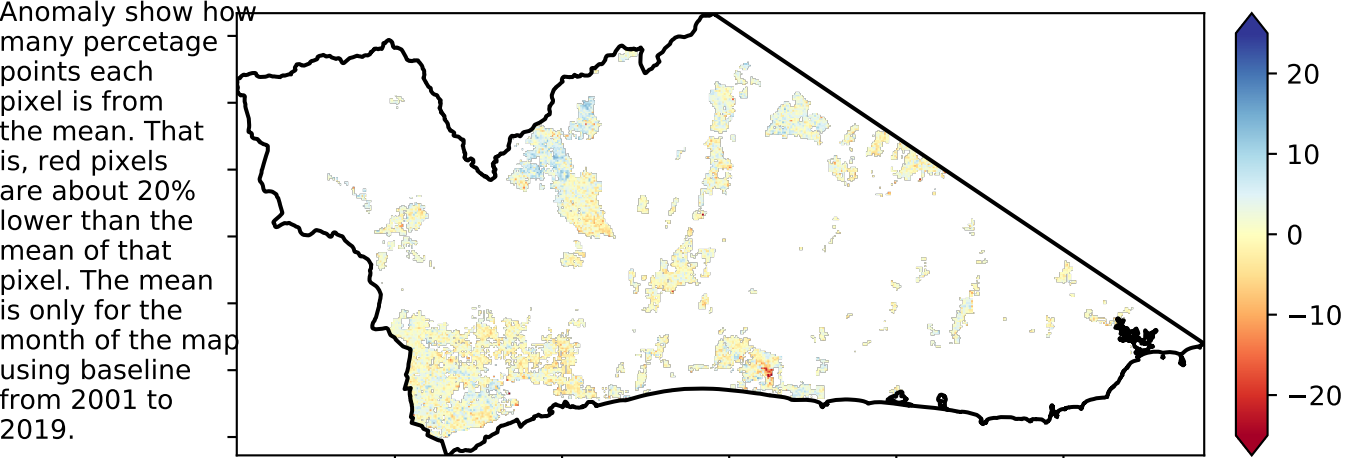 Anomaly show how
many percetage
points each
pixel is from
the mean. That
is, red pixels
are about 20%
lower than the
mean of that
pixel. The mean
is only for the
month of the map
using baseline
from 2001 to
2019.
20
10
0
−10
−20